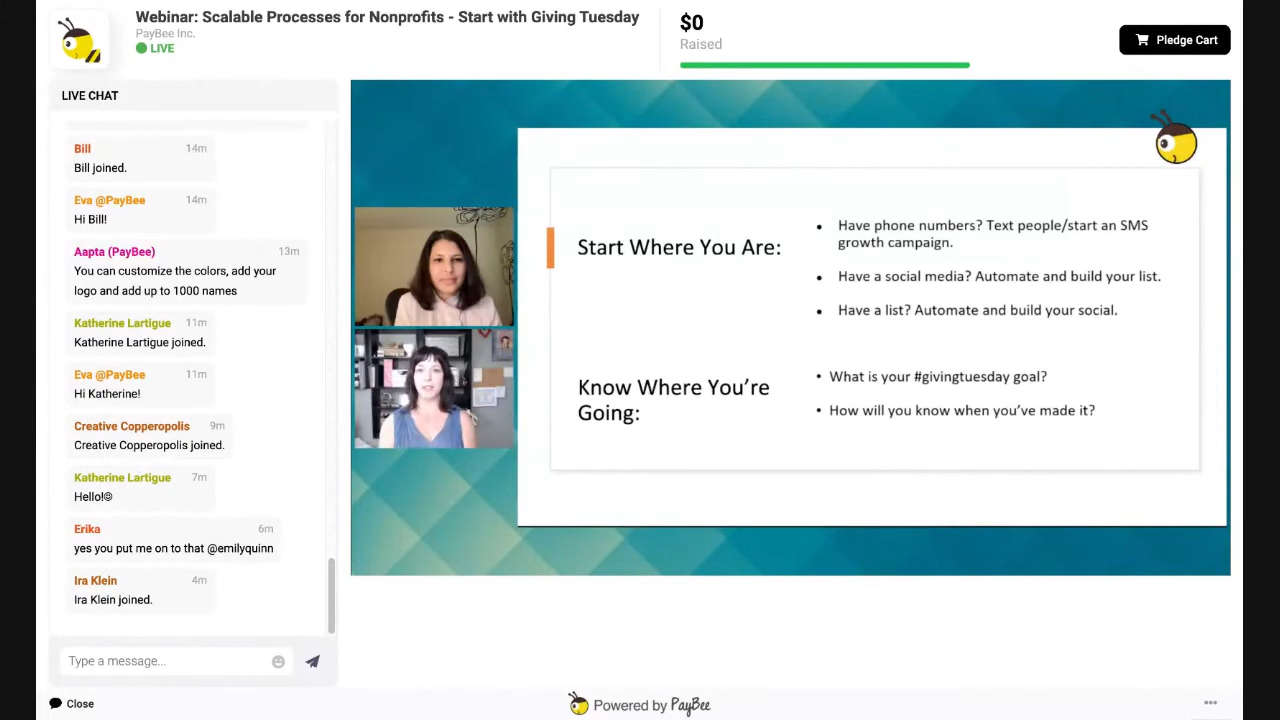 Webinar: Scalable Processes for Nonprofits - Start with Giving Tuesday
PayBee Inc.
LIVE
$0
Raised
Pledge Cart
LIVE CHAT
Bill 14m
Bill joined.
Eva @PayBee 14m
Hi Bill!
Aapta (PayBee) 13m
You can customize the colors, add your
logo and add up to 1000 names
Katherine Lartigue 11m
Katherine Lartigue joined.
Eva @PayBee 11m
Hi Katherine!
Creative Copperopolis 9m
Creative Copperopolis joined.
Katherine Lartigue 7m
Hello!☺
Erika 6m
yes you put me on to that @emilyquinn
Ira Klein 4m
Ira Klein joined.
Type a message...
Close
Start Where You Are:
• Have phone numbers? Text people/start an SMS
growth campaign.
• Have a social media? Automate and build your list.
• Have a list? Automate and build your social.
Know Where You’re
Going:
• What is your #givingtuesday goal?
• How will you know when you’ve made it?
Powered by PayBee